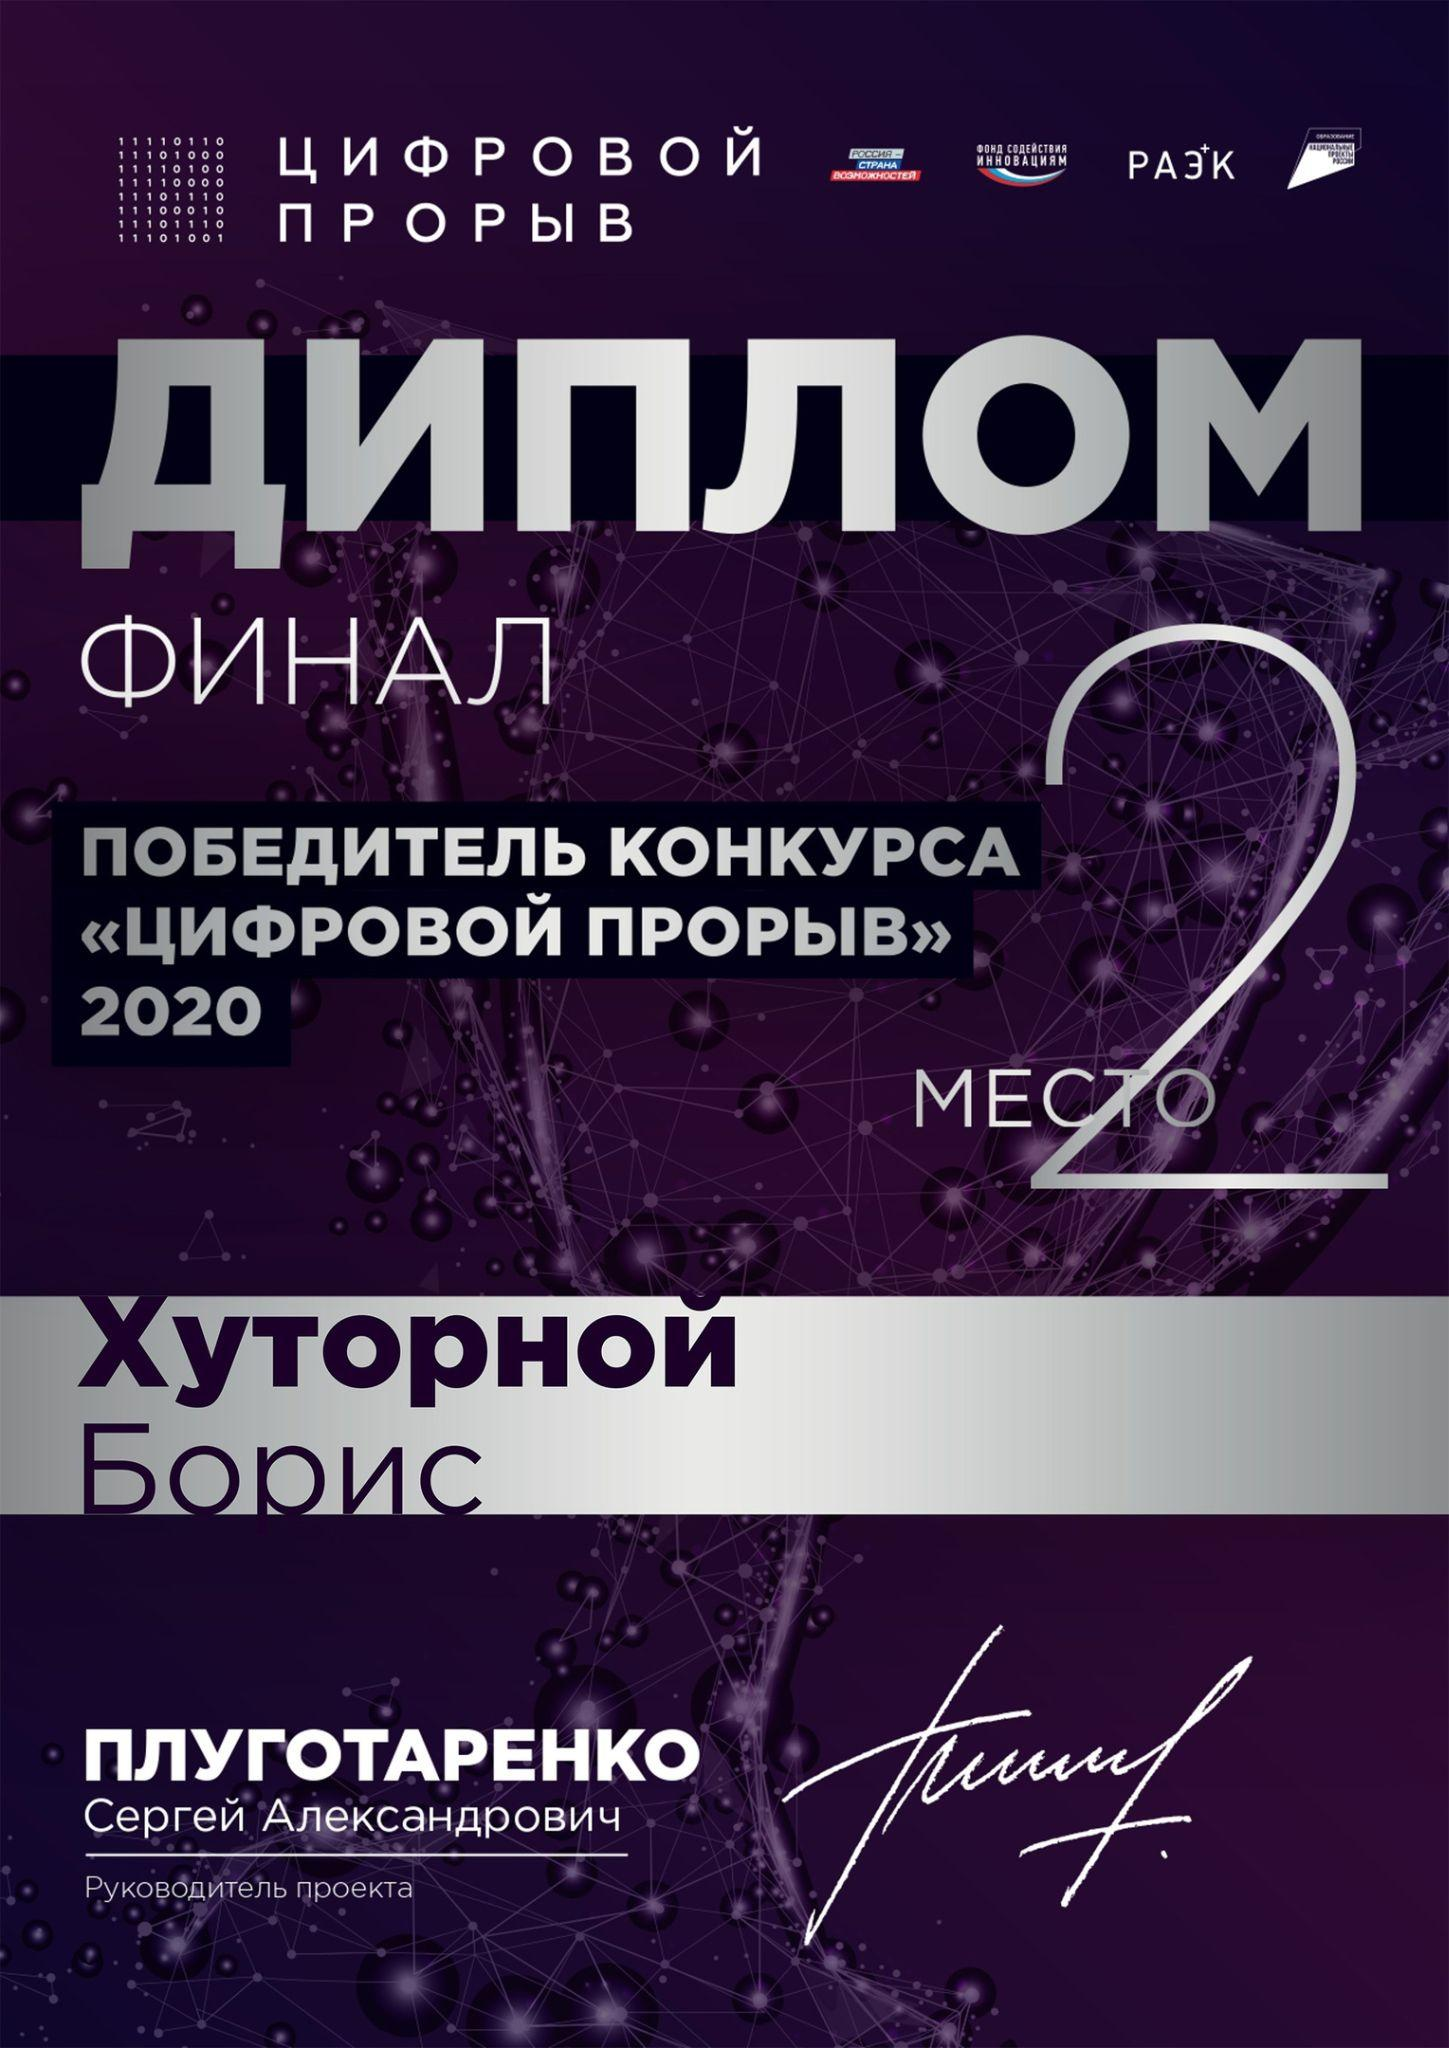 11110110
11101000
11110100
11110000
11101110
11100010
11101110
11101001
ЦИФРОВОЙ
ПРОРЫВ
РОССИЯ –
СТРАНА
ВОЗМОЖНОСТЕЙ
ФОНД СОДЕЙСТВИЯ
ИННОВАЦИЯМ
РАЭК+
ОБРАЗОВАНИЕ
НАЦИОНАЛЬНЫЕ
ПРОЕКТЫ
РОССИИ
ДИПЛОМ
ФИНАЛ
ПОБЕДИТЕЛЬ КОНКУРСА
«ЦИФРОВОЙ ПРОРЫВ»
2020
2
МЕСТО
Хуторной
Борис
ПЛУГОТАРЕНКО
Сергей Александрович
Руководитель проекта